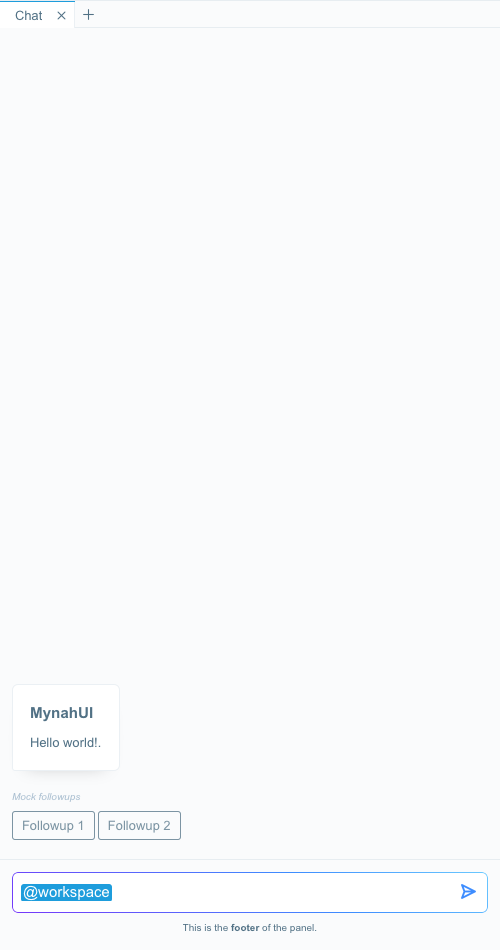 Chat
MynahUI
Hello world!.
Mock followups
Followup 1 Followup 2
@workspace
This is the footer of the panel.